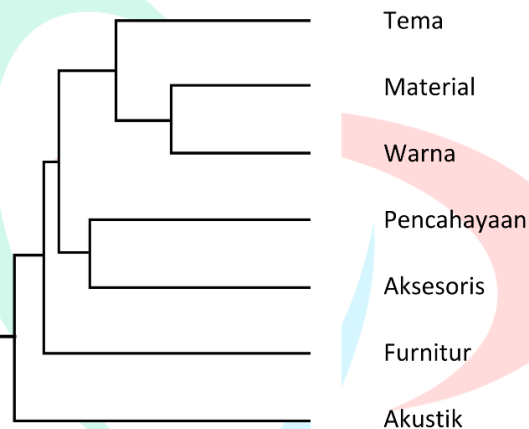 Tema
Material
Warna
Pencahayaan
Aksesoris
Furnitur
Akustik